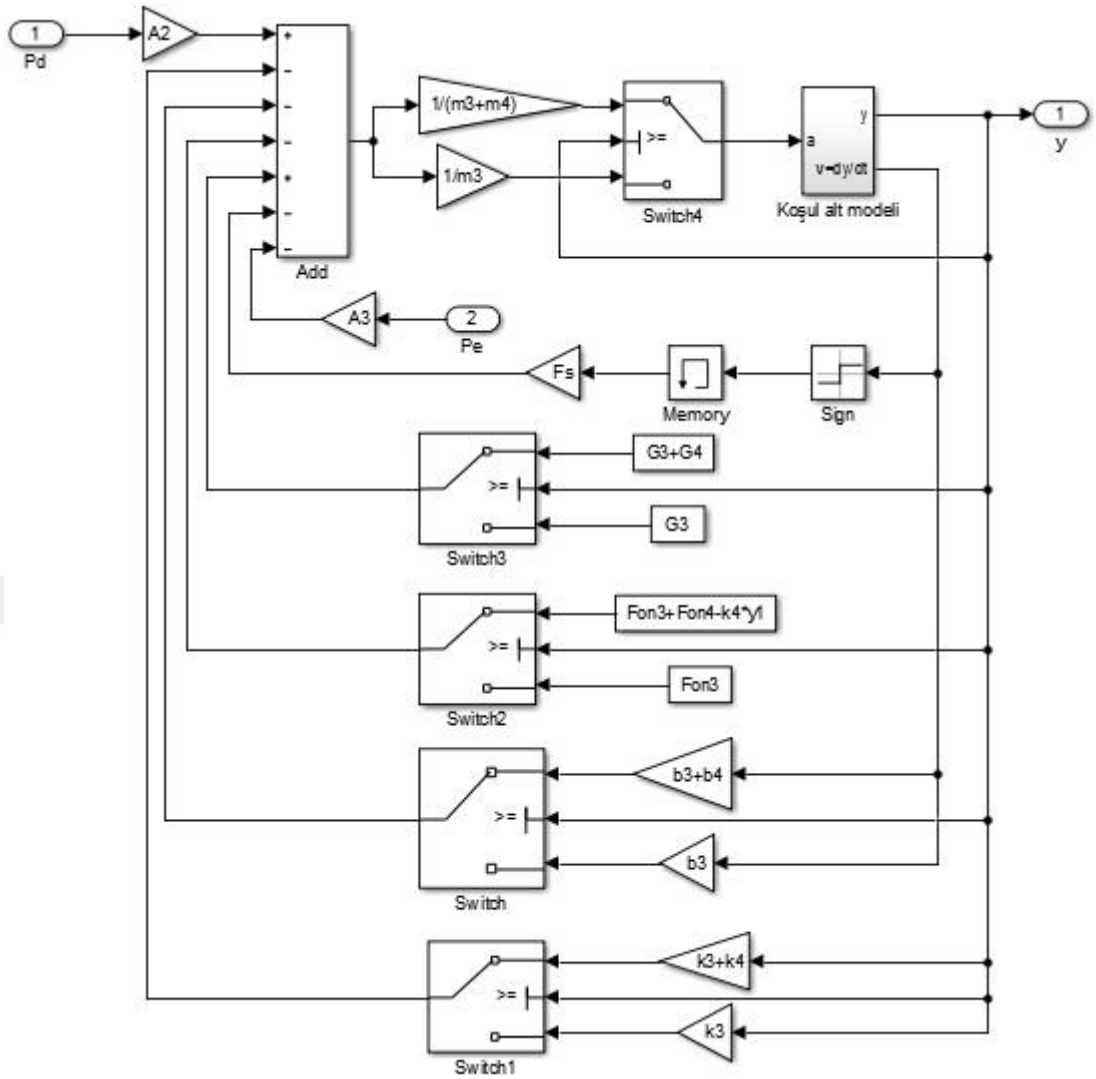 1
Pd
A2
+
−
−
−
+
−
−
Add
1/(m3+m4)
1/m3
>=
Switch4
a
y
v=dy/dt
Koşul alt modeli
1
y
A3
2
Pe
Fs
Memory
Sign
>=
Switch3
G3+G4
G3
>=
Switch2
Fon3+Fon4-k4*y1
Fon3
>=
Switch
b3+b4
b3
>=
Switch1
k3+k4
k3